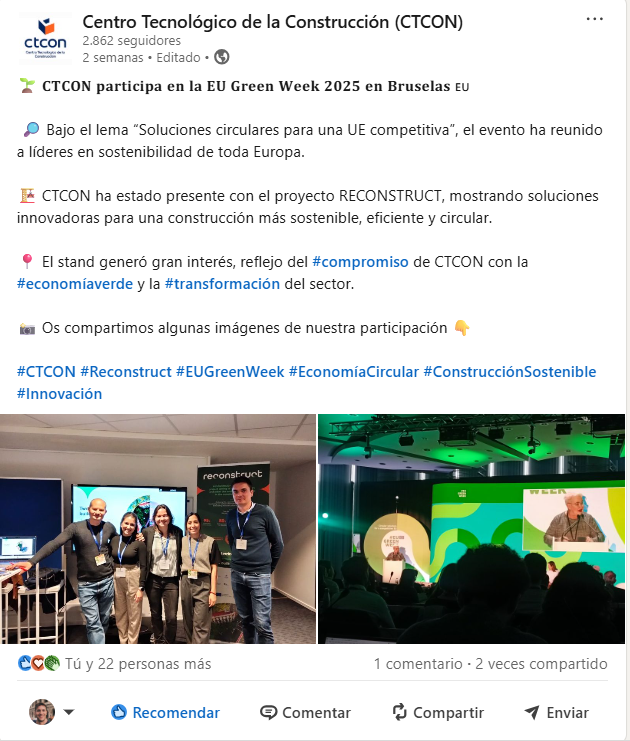 ctcon
Centro Tecnológico de la Construcción
Centro Tecnológico de la Construcción (CTCON)
2.862 seguidores
2 semanas • Editado •
🌱 CTCON participa en la EU Green Week 2025 en Bruselas EU
🔎 Bajo el lema “Soluciones circulares para una UE competitiva”, el evento ha reunido
a líderes en sostenibilidad de toda Europa.
🏗️ CTCON ha estado presente con el proyecto RECONSTRUCT, mostrando soluciones
innovadoras para una construcción más sostenible, eficiente y circular.
📍 El stand generó gran interés, reflejo del #compromiso de CTCON con la
#economíaverde y la #transformación del sector.
📷 Os compartimos algunas imágenes de nuestra participación 👇
#CTCON #Reconstruct #EUGreenWeek #EconomíaCircular #ConstrucciónSostenible
#Innovación
reconstruct
WEEK
Tú y 22 personas más
1 comentario · 2 veces compartido
Recomendar
Comentar
Compartir
Enviar